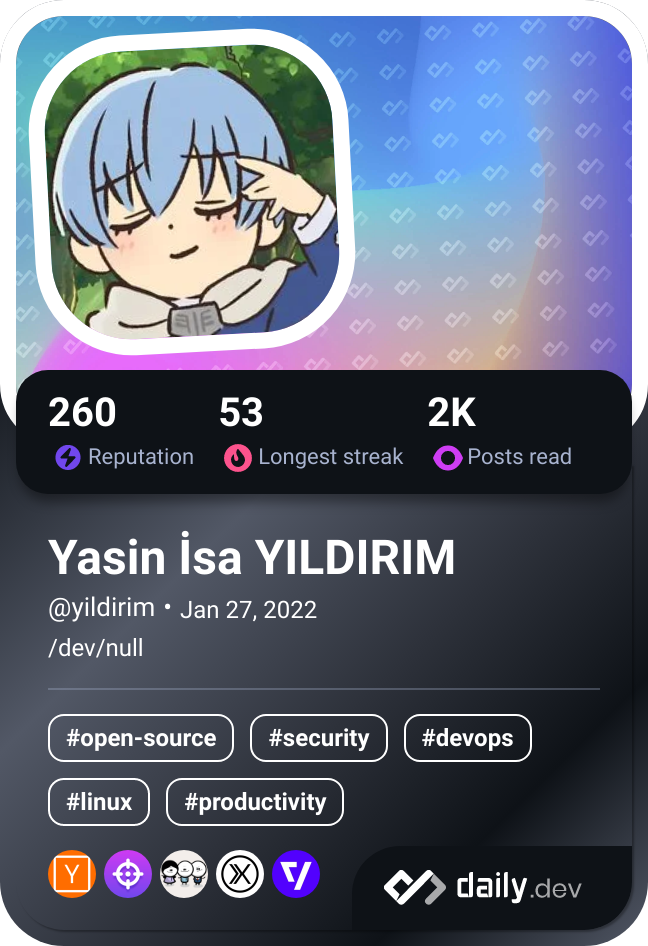 260 53 2K
Reputation Longest streak Posts read
Yasin İsa YILDIRIM
@yildirim • Jan 27, 2022
/dev/null
#open-source #security #devops
#linux #productivity
Y
daily.dev